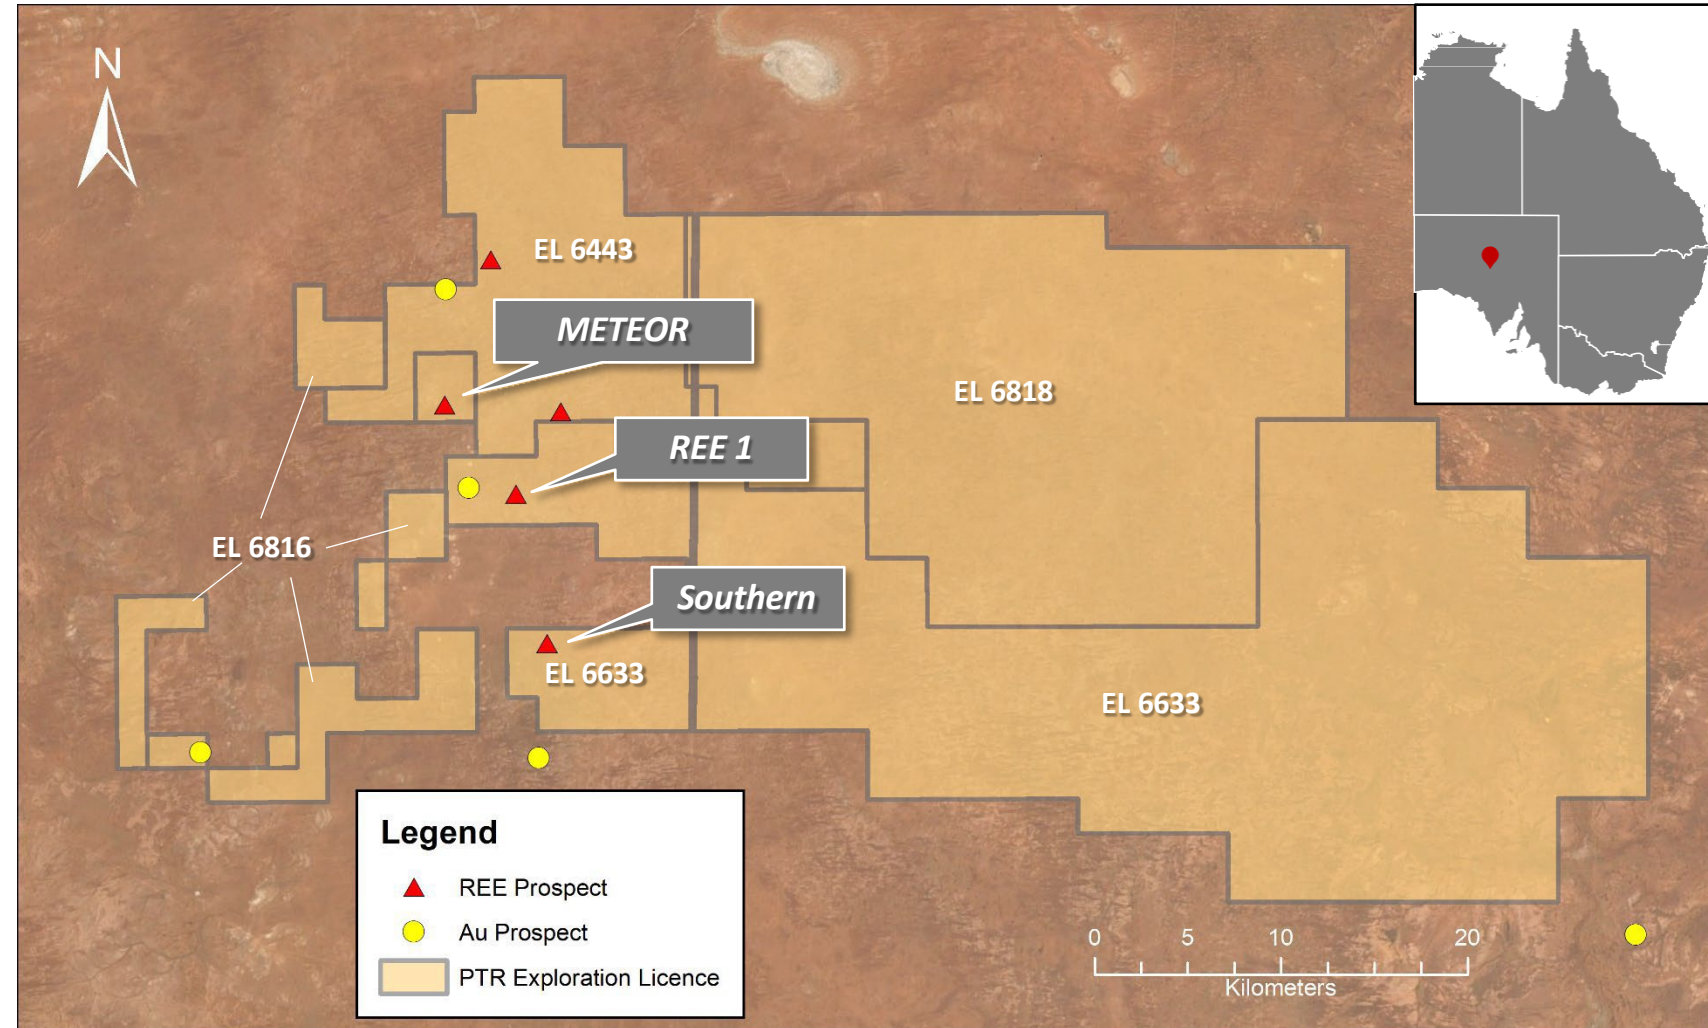 N
EL 6443
METEOR
EL 6818
REE 1
EL 6816
Southern
EL 6633
EL 6633
Legend
REE Prospect
Au Prospect
PTR Exploration Licence
0 5 10 20
Kilometers